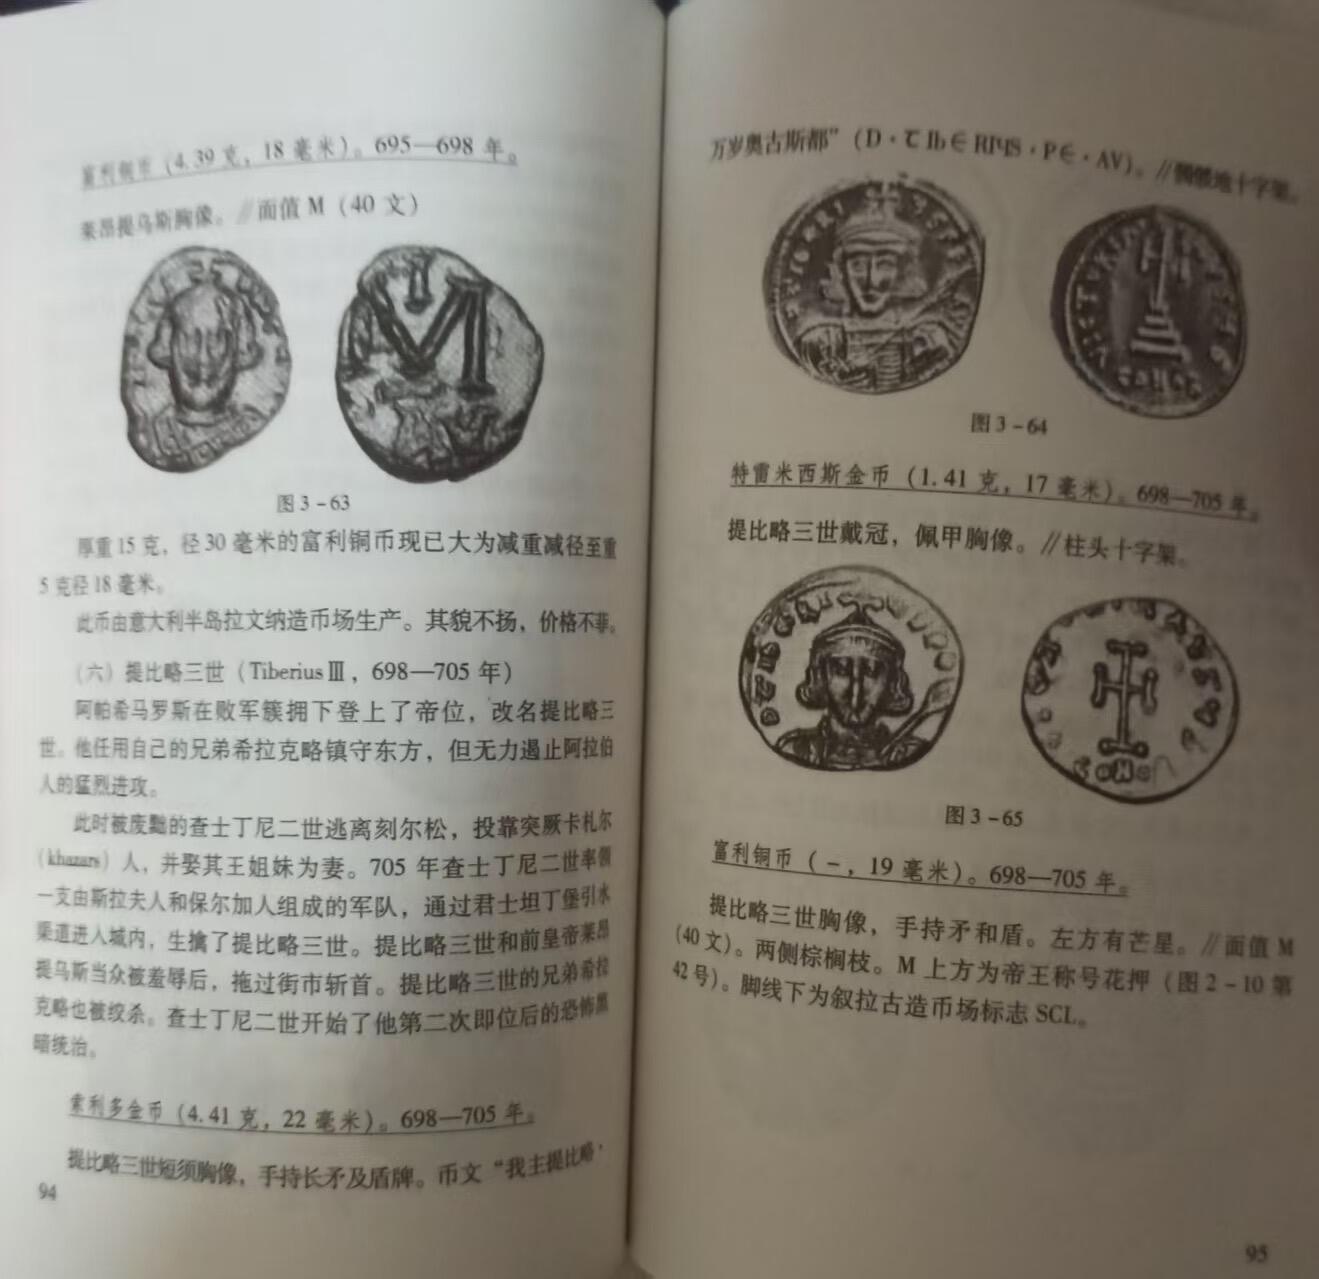 富利铜币（4.39克，18毫米）。695—698年。
莱昂提乌斯胸像。∥面值M（40文）
图3－63
厚重15克，径30毫米的富利铜币现已大为减重减径至重
5克径18毫米。
此币由意大利半岛拉文纳造币场生产。其貌不扬，价格不菲。
（六）提比略三世（Tiberius Ⅲ，698—705年）
阿帕希马罗斯在败军簇拥下登上了帝位，改名提比略三
世。他任用自己的兄弟希拉克略镇守东方，但无力遏止阿拉伯
人的猛烈进攻。
此时被废黜的查士丁尼二世逃离刻尔松，投靠突厥卡札尔
（khazars）人，并娶其王姐妹为妻。705年查士丁尼二世率领
一支由斯拉夫人和保尔加人组成的军队，通过君士坦丁堡引水
渠道进入城内，生擒了提比略三世。提比略三世和前皇帝莱昂
提乌斯当众被羞辱后，拖过街市斩首。提比略三世的兄弟希拉
克略也被绞杀。查士丁尼二世开始了他第二次即位后的恐怖黑
暗统治。
索利多金币（4.41克，22毫米）。698—705年。
提比略三世短须胸像，手持长矛及盾牌。币文“我主提比略，
94
万岁奥古斯都”（D·TIb∈RIЧS·P∈·AV）。∥髑髅地十字架。
图3－64
特雷米西斯金币（1.41克，17毫米）。698—705年。
提比略三世戴冠，佩甲胸像。∥柱头十字架。
图3－65
富利铜币（－，19毫米）。698—705年。
提比略三世胸像，手持矛和盾。左方有芒星。∥面值M
（40文）。两侧棕榈枝。M上方为帝王称号花押（图2－10第
42号）。脚线下为叙拉古造币场标志SCL。
95